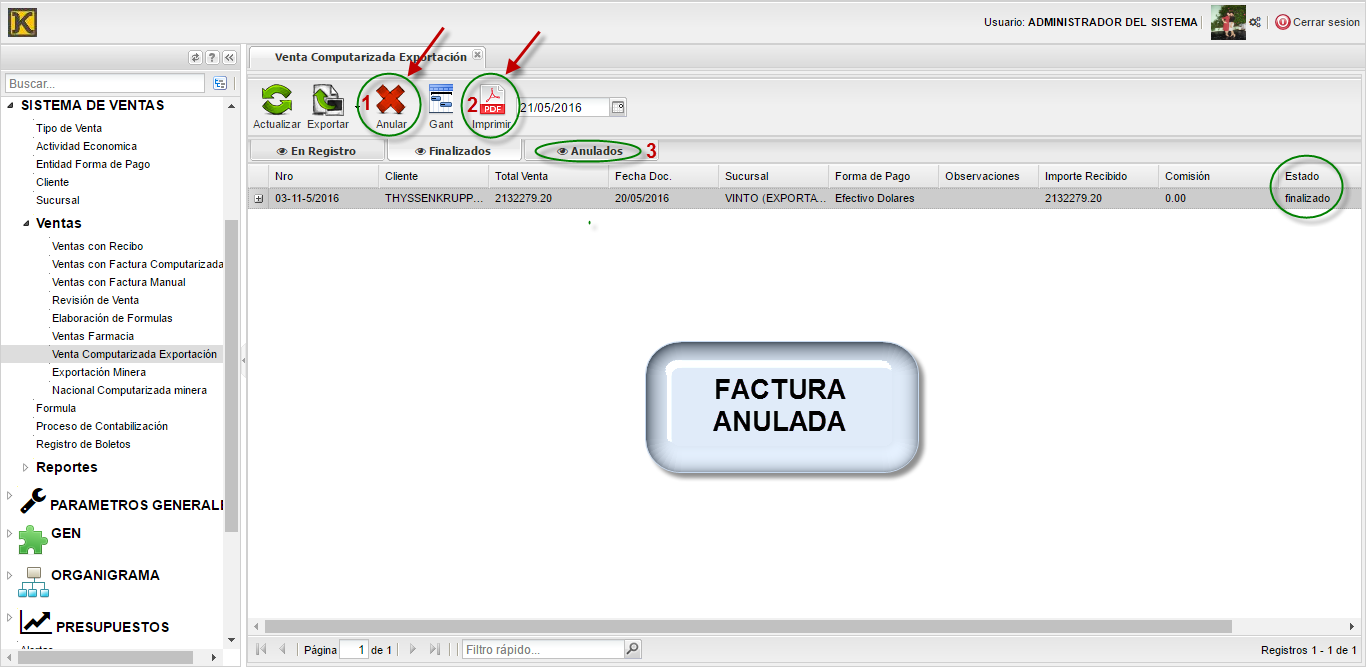 K
Usuario: ADMINISTRADOR DEL SISTEMA
Cerrar sesion
?
Venta Computarizada Exportación
Buscar...
SISTEMA DE VENTAS
Tipo de Venta
Actividad Economica
Entidad Forma de Pago
Cliente
Sucursal
Ventas
Ventas con Recibo
Ventas con Factura Computarizada
Ventas con Factura Manual
Revisión de Venta
Elaboración de Formulas
Ventas Farmacia
Venta Computarizada Exportación
Exportación Minera
Nacional Computarizada minera
Formula
Proceso de Contabilización
Registro de Boletos
Reportes
PARAMETROS GENERALI
GEN
ORGANIGRAMA
PRESUPUESTOS
Actualizar
Exportar
1
Anular
Gant
2
PDF
Imprimir
21/05/2016
En Registro
Finalizados
Anulados
3
Nro Cliente Total Venta Fecha Doc. Sucursal Forma de Pago Observaciones Importe Recibido Comisión Estado
03-11-5/2016 THYSSENKRUPP... 2132279.20 20/05/2016 VINTO (EXPORTA... Efectivo Dolares 2132279.20 0.00 finalizado
FACTURA
ANULADA
Página 1 de 1
Filtro rápido...
Registros 1 - 1 de 1